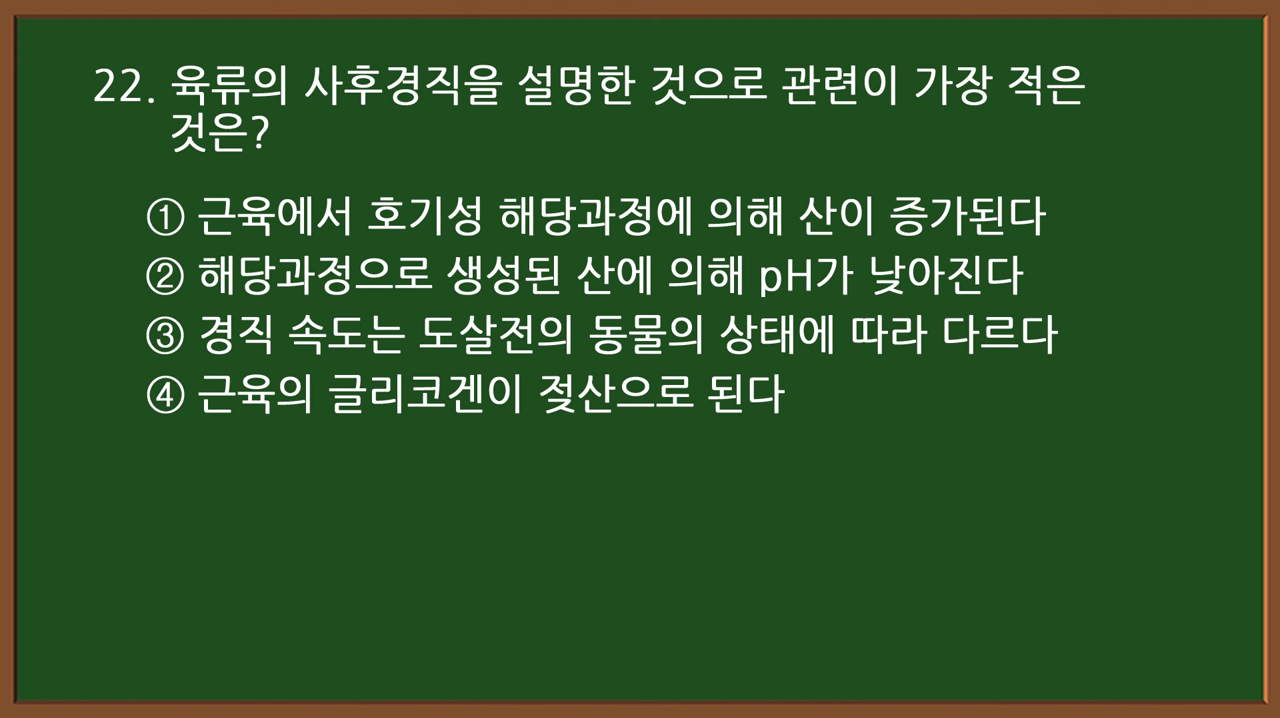 22. 육류의 사후경직을 설명한 것으로 관련이 가장 적은
것은?
① 근육에서 호기성 해당과정에 의해 산이 증가된다
② 해당과정으로 생성된 산에 의해 pH가 낮아진다
③ 경직 속도는 도살전의 동물의 상태에 따라 다르다
④ 근육의 글리코겐이 젖산으로 된다